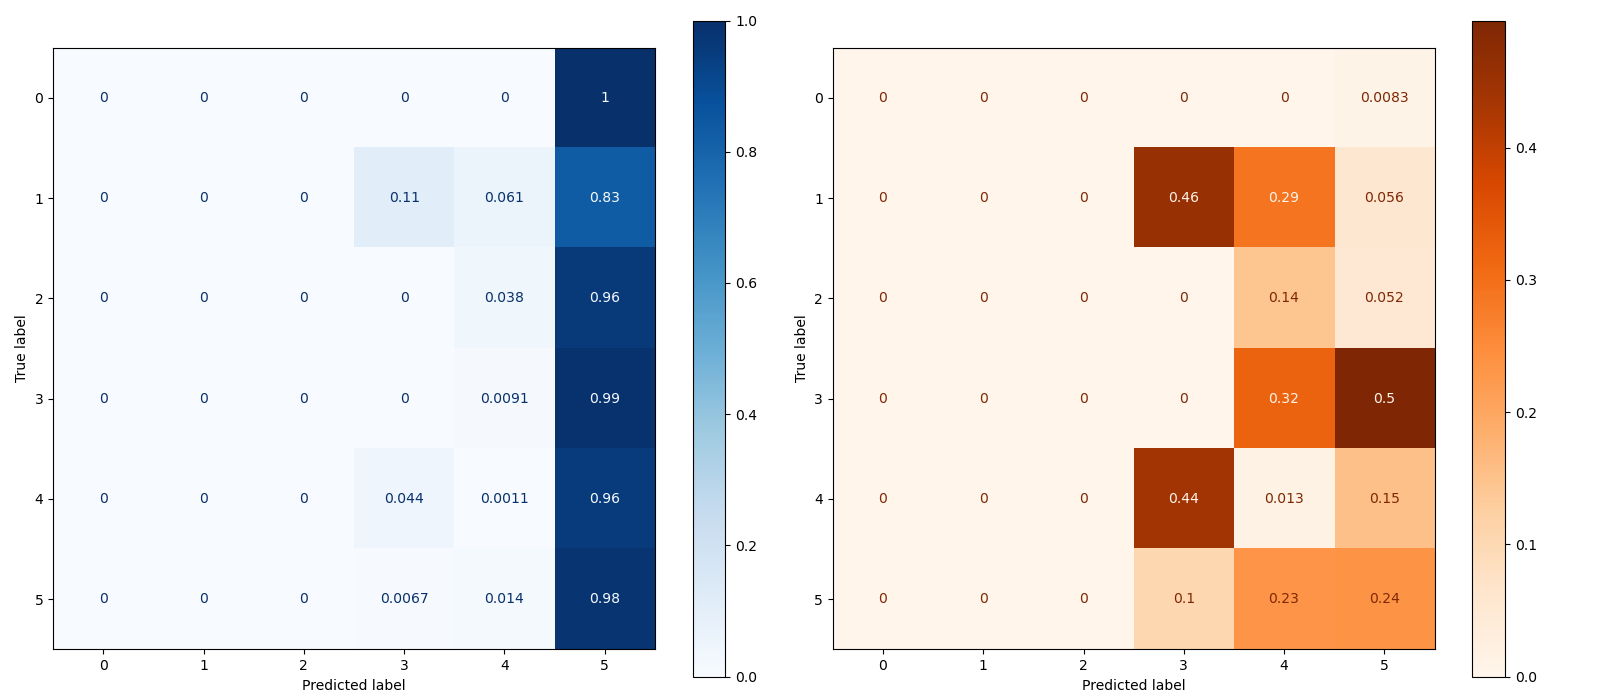 1.0
0 0 0 0 0 0 1
0 0 0 0 0 0 0.0083
0.8
0.4
1 0 0 0 0.11 0.061 0.83
1 0 0 0 0.46 0.29 0.056
0.6
0.3
2 0 0 0 0 0.038 0.96
2 0 0 0 0 0.14 0.052
True label
True label
0.4
0.2
3 0 0 0 0 0.0091 0.99
3 0 0 0 0 0.32 0.5
4 0 0 0 0.044 0.0011 0.96
4 0 0 0 0.44 0.013 0.15
0.2
0.1
5 0 0 0 0.0067 0.014 0.98
5 0 0 0 0.1 0.23 0.24
0.0
0.0
0 1 2 3 4 5
0 1 2 3 4 5
Predicted label
Predicted label